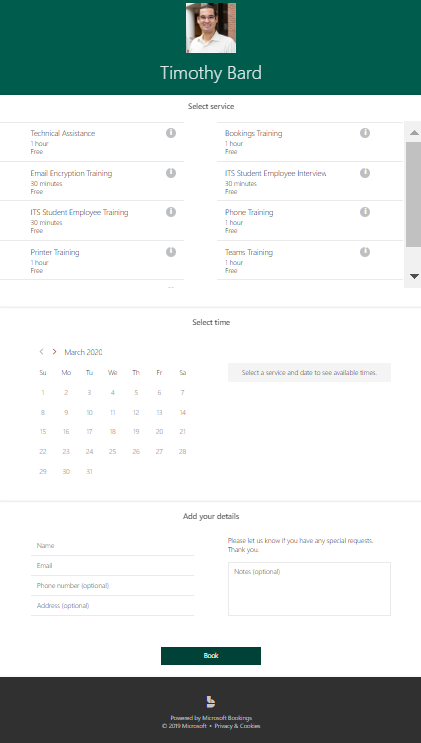 Timothy Bard
Select service
Technical Assistance
1 hour
Free
Bookings Training
1 hour
Free
Email Encryption Training
30 minutes
Free
ITS Student Employee Interview
30 minutes
Free
ITS Student Employee Training
30 minutes
Free
Phone Training
1 hour
Free
Printer Training
1 hour
Free
Teams Training
1 hour
Free
Select time
March 2020
Su Mo Tu We Th Fr Sa
1 2 3 4 5 6 7
8 9 10 11 12 13 14
15 16 17 18 19 20 21
22 23 24 25 26 27 28
29 30 31
Select a service and date to see available times.
Add your details
Name
Email
Phone number (optional)
Address (optional)
Please let us know if you have any special requests.
Thank you.
Notes (optional)
Book
Powered by Microsoft Bookings
© 2019 Microsoft • Privacy & Cookies